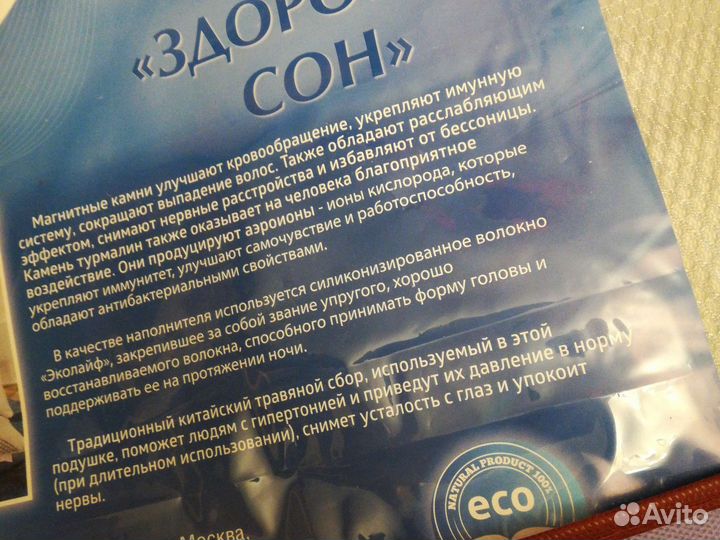 «ЗДОРО
СОН»
Магнитные камни улучшают кровообращение, укрепляют имунную
систему, сокращают выпадение волос. Также обладают расслабляющим
эффектом, снимают нервные расстройства и избавляют от бессоницы.
Камень турмалин также оказывает на человека благоприятное
воздействие. Они продуцируют аэроионы - ионы кислорода, которые
укрепляют иммунитет, улучшают самочувствие и работоспособность,
обладают антибактериальными свойствами.
В качестве наполнителя используется силиконизированное волокно
«Эколайф», закрепившее за собой звание упругого, хорошо
восстанавливаемого волокна, способного принимать форму головы и
поддерживать ее на протяжении ночи.
Традиционный китайский травяной сбор, используемый в этой
подушке, поможет людям с гипертонией и приведут их давление в норму
(при длительном использовании), снимет усталость с глаз и упокоит
нервы.
NATURAL PRODUCT 100%
eco
Москва,
Avito